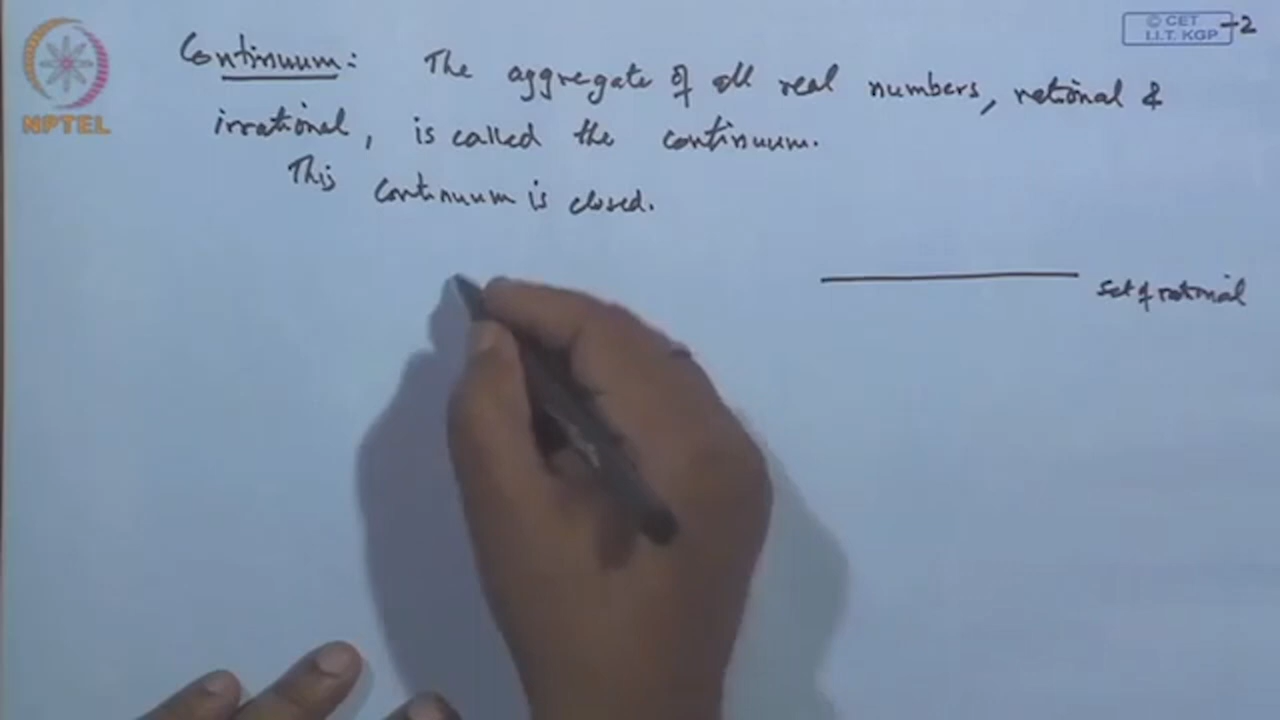 © CET
I.I.T. KGP
-2
NPTEL
Continuum: The aggregate of all real numbers, rational &
irrational, is called the continuum.
This continuum is closed.
set of rational